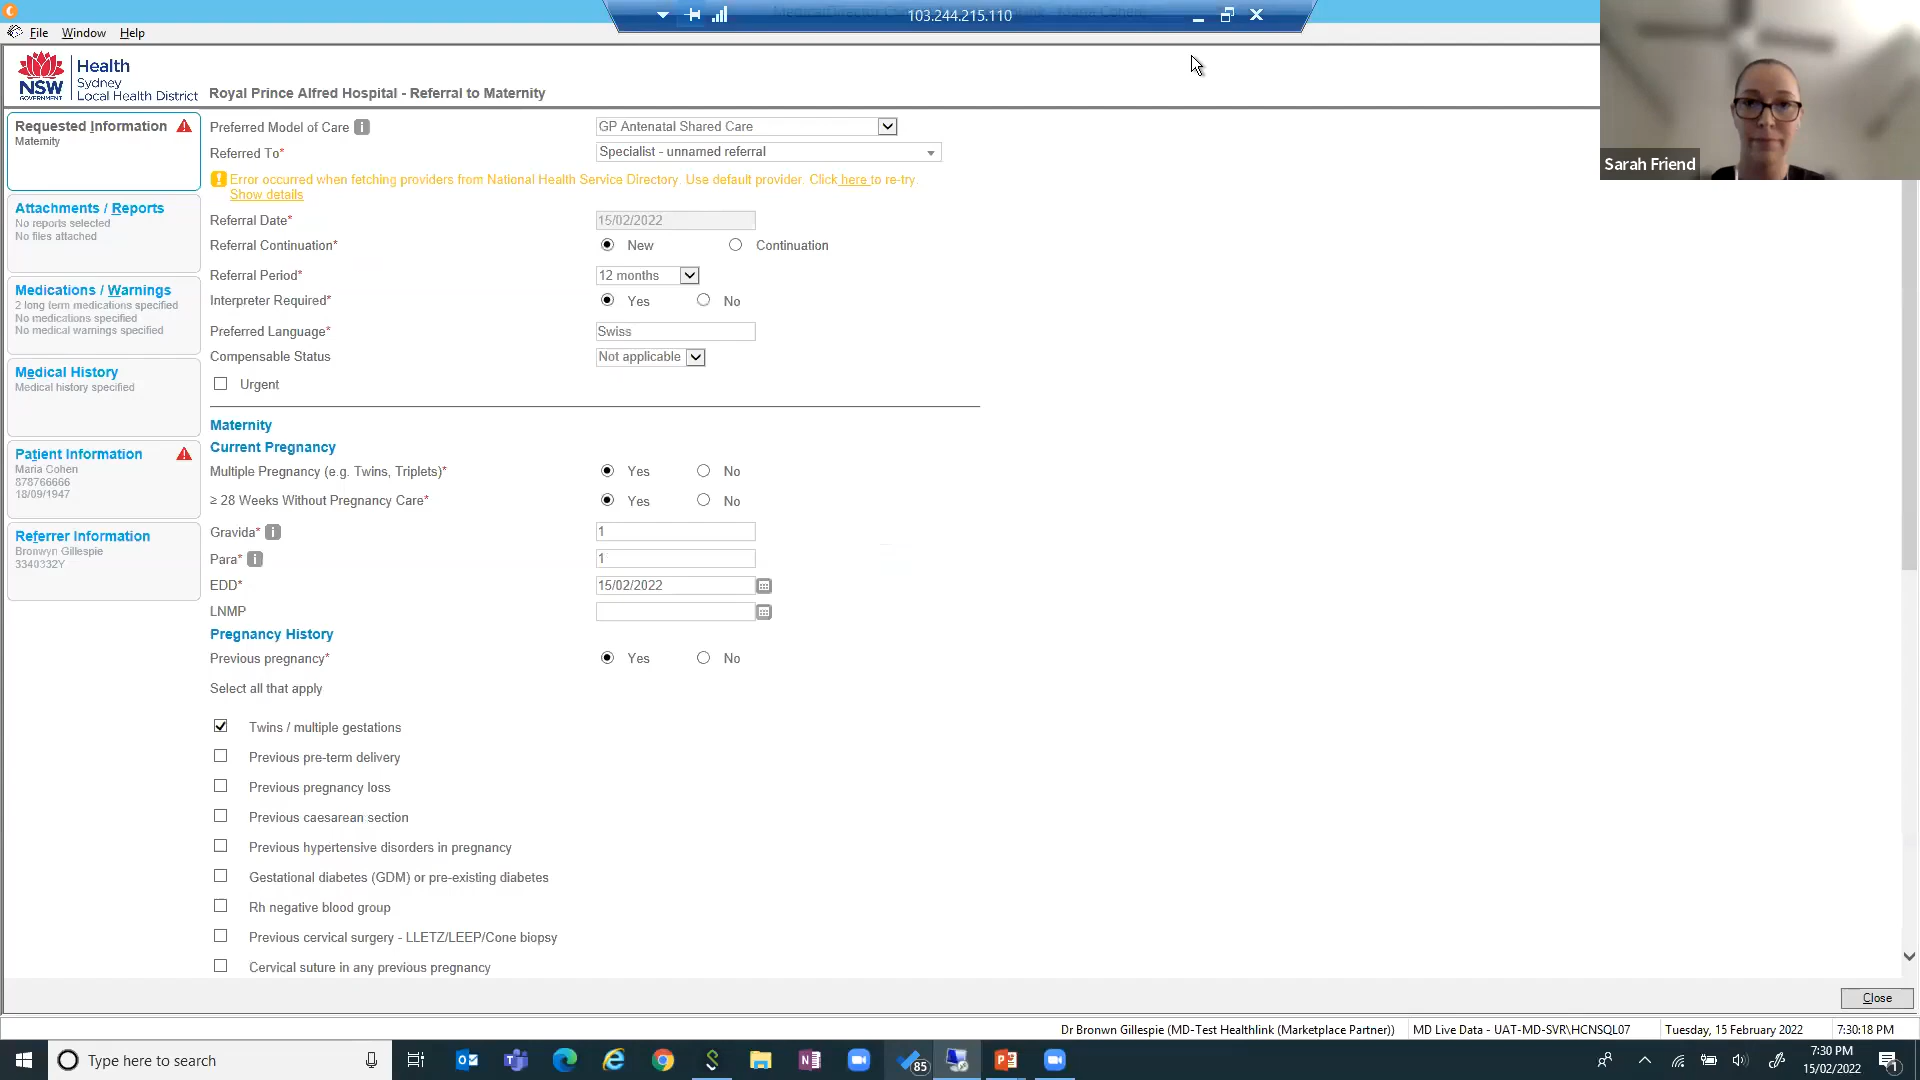 103.244.215.110
File Window Help
NSW
GOVERNMENT
Health
Sydney
Local Health District
Royal Prince Alfred Hospital - Referral to Maternity
Sarah Friend
Requested Information
Maternity
Attachments / Reports
No reports selected
No files attached
Medications / Warnings
2 long term medications specified
No medications specified
No medical warnings specified
Medical History
Medical history specified
Patient Information
Maria Cohen
878766666
18/09/1947
Referrer Information
Bronwyn Gillespie
3340332Y
Preferred Model of Care i GP Antenatal Shared Care
Referred To* Specialist - unnamed referral
Error occurred when fetching providers from National Health Service Directory. Use default provider. Click here to re-try.
Show details
Referral Date* 15/02/2022
Referral Continuation* New Continuation
Referral Period* 12 months
Interpreter Required* Yes No
Preferred Language* Swiss
Compensable Status Not applicable
Urgent
Maternity
Current Pregnancy
Multiple Pregnancy (e.g. Twins, Triplets)* Yes No
≥ 28 Weeks Without Pregnancy Care* Yes No
Gravida* i 1
Para* i 1
EDD* 15/02/2022
LNMP
Pregnancy History
Previous pregnancy* Yes No
Select all that apply
Twins / multiple gestations
Previous pre-term delivery
Previous pregnancy loss
Previous caesarean section
Previous hypertensive disorders in pregnancy
Gestational diabetes (GDM) or pre-existing diabetes
Rh negative blood group
Previous cervical surgery - LLETZ/LEEP/Cone biopsy
Cervical suture in any previous pregnancy
Close
Dr Bronwn Gillespie (MD-Test Healthlink (Marketplace Partner)) MD Live Data - UAT-MD-SVR\HCNSQL07 Tuesday, 15 February 2022 7:30:18 PM
Type here to search
85
7:30 PM
15/02/2022
1